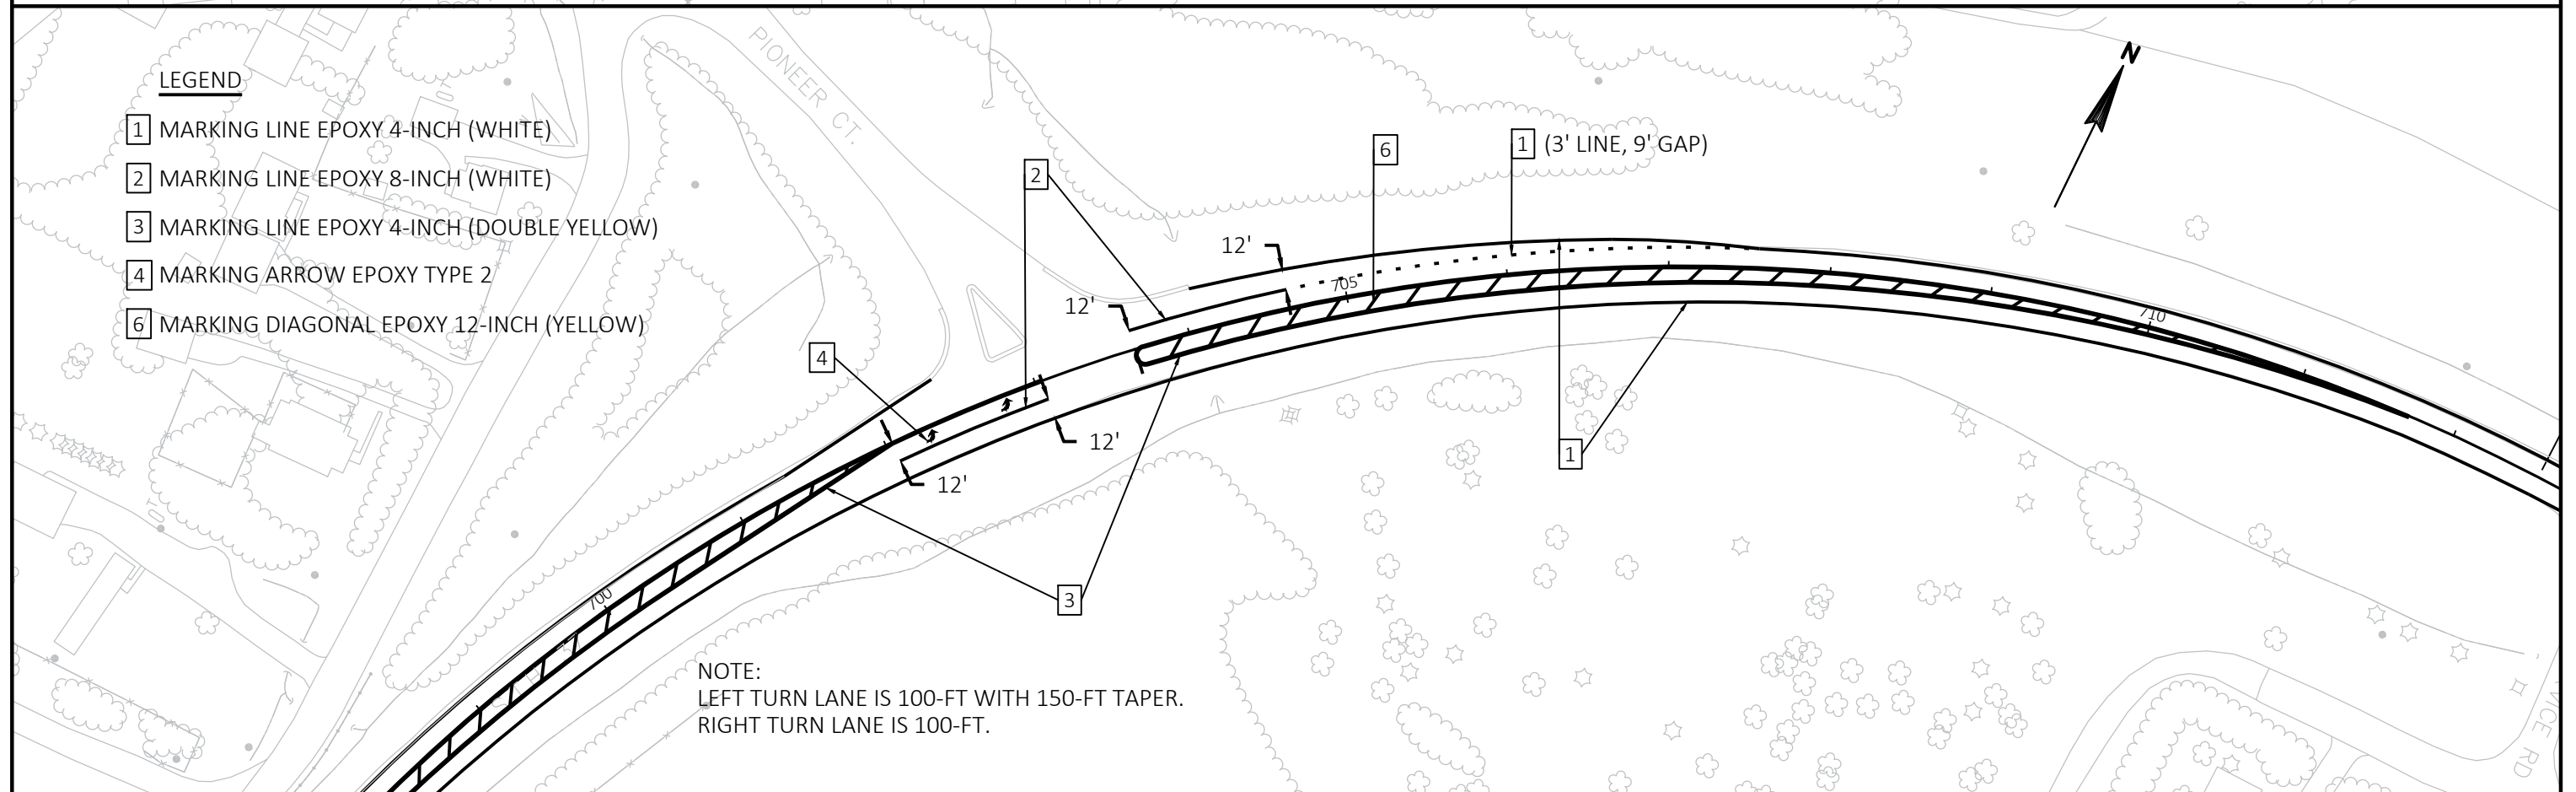 LEGEND
1 MARKING LINE EPOXY 4-INCH (WHITE)
2 MARKING LINE EPOXY 8-INCH (WHITE)
3 MARKING LINE EPOXY 4-INCH (DOUBLE YELLOW)
4 MARKING ARROW EPOXY TYPE 2
6 MARKING DIAGONAL EPOXY 12-INCH (YELLOW)
PIONEER CT.
N
2
6
1 (3' LINE, 9' GAP)
12'
12'
705
710
4
12'
12'
1
3
700
NOTE:
LEFT TURN LANE IS 100-FT WITH 150-FT TAPER.
RIGHT TURN LANE IS 100-FT.
RD